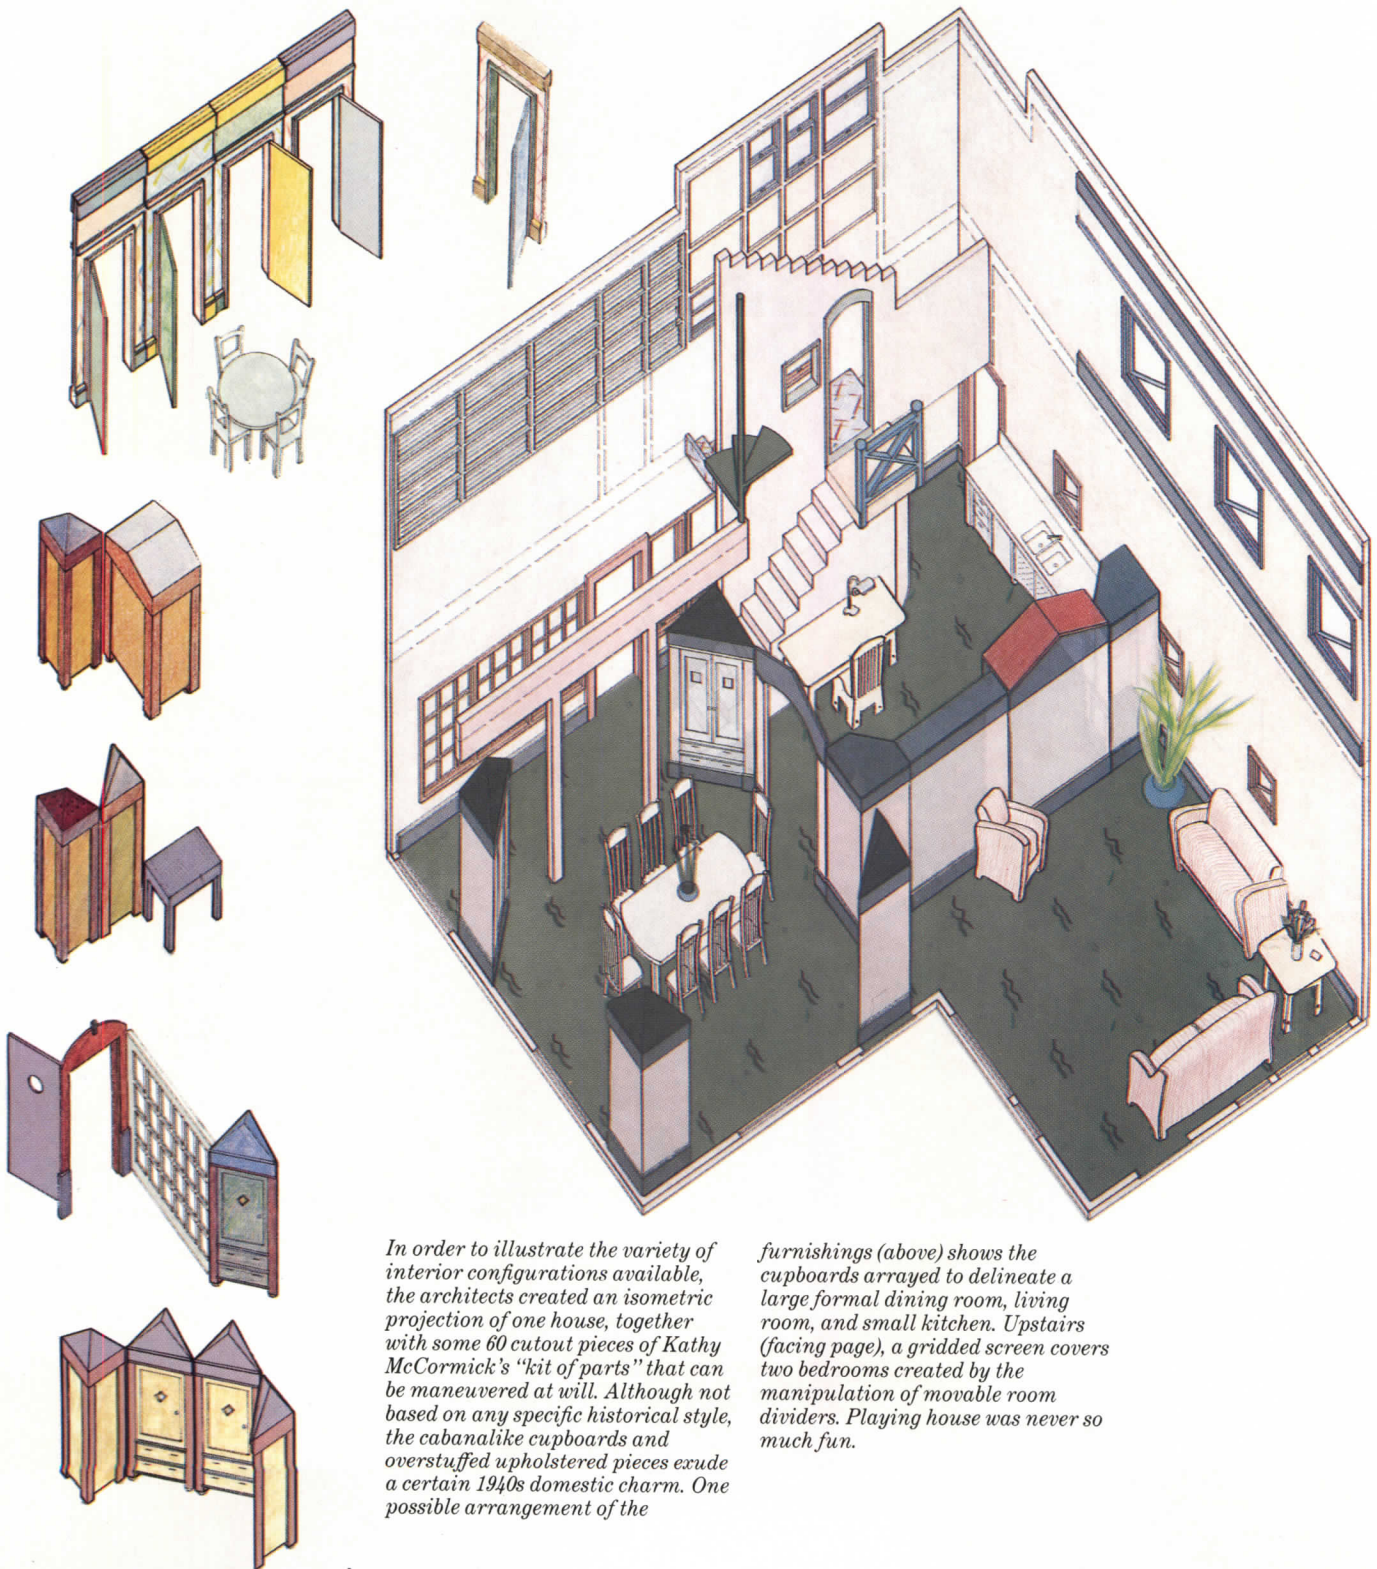 In order to illustrate the variety of
interior configurations available,
the architects created an isometric
projection of one house, together
with some 60 cutout pieces of Kathy
McCormick's “kit of parts” that can
be maneuvered at will. Although not
based on any specific historical style,
the cabanalike cupboards and
overstuffed upholstered pieces exude
a certain 1940s domestic charm. One
possible arrangement of the
furnishings (above) shows the
cupboards arrayed to delineate a
large formal dining room, living
room, and small kitchen. Upstairs
(facing page), a gridded screen covers
two bedrooms created by the
manipulation of movable room
dividers. Playing house was never so
much fun.